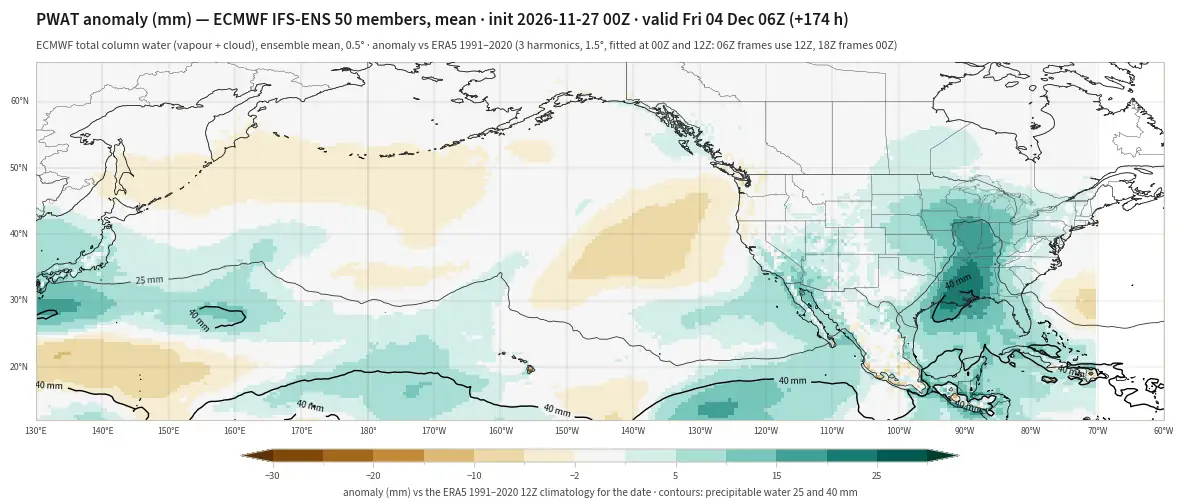 PWAT anomaly (mm) — ECMWF IFS-ENS 50 members, mean · init 2026-11-27 00Z · valid Fri 04 Dec 06Z (+174 h)
ECMWF total column water (vapour + cloud), ensemble mean, 0.5° · anomaly vs ERA5 1991–2020 (3 harmonics, 1.5°, fitted at 00Z and 12Z: 06Z frames use 12Z, 18Z frames 00Z)
60°N
50°N
40°N
30°N
20°N
25 mm
40 mm
40 mm
40 mm
40 mm
40 mm
40 mm
40 mm
40 mm
40 mm
130°E 140°E 150°E 160°E 170°E 180° 170°W 160°W 150°W 140°W 130°W 120°W 110°W 100°W 90°W 80°W 70°W 60°W
−30 −20 −10 −2 5 15 25
anomaly (mm) vs the ERA5 1991–2020 12Z climatology for the date · contours: precipitable water 25 and 40 mm